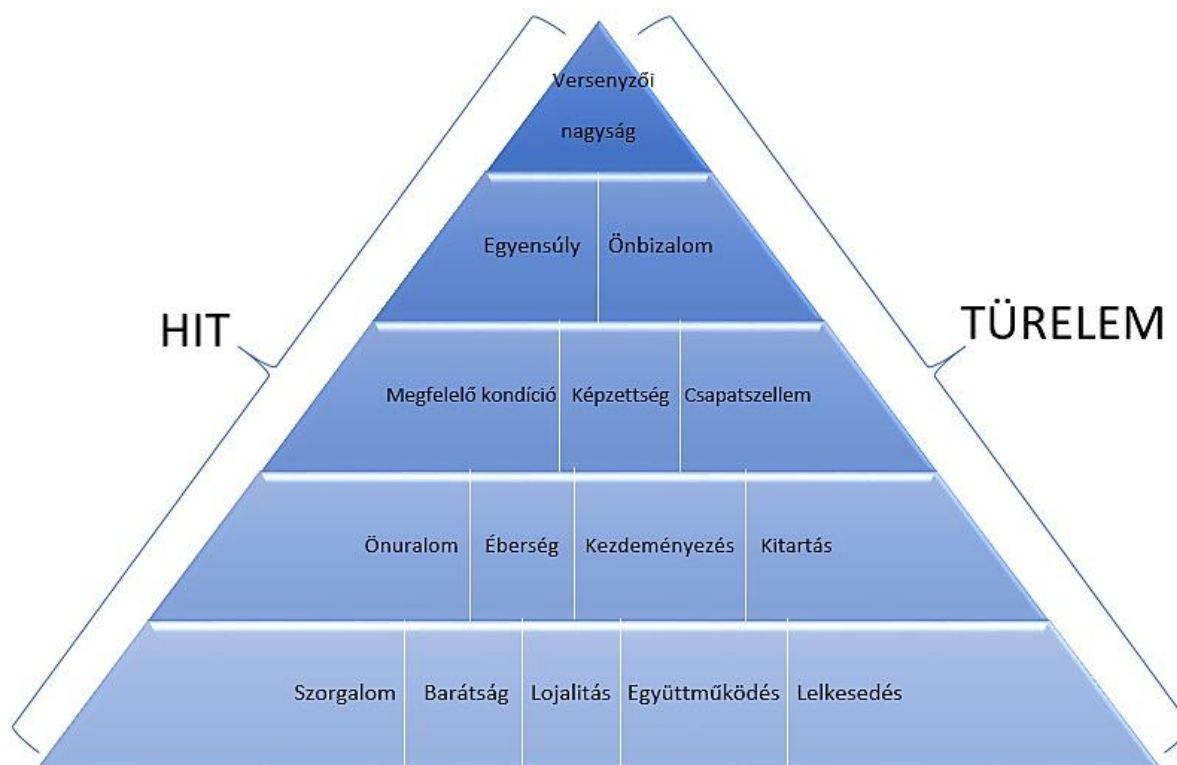 Versenyzői
nagyság
Egyensúly Önbizalom
HIT
TÜRELEM
Megfelelő kondíció Képzettség Csapatszellem
Önuralom Éberség Kezdeményezés Kitartás
Szorgalom Barátság Lojalitás Együttműködés Lelkesedés